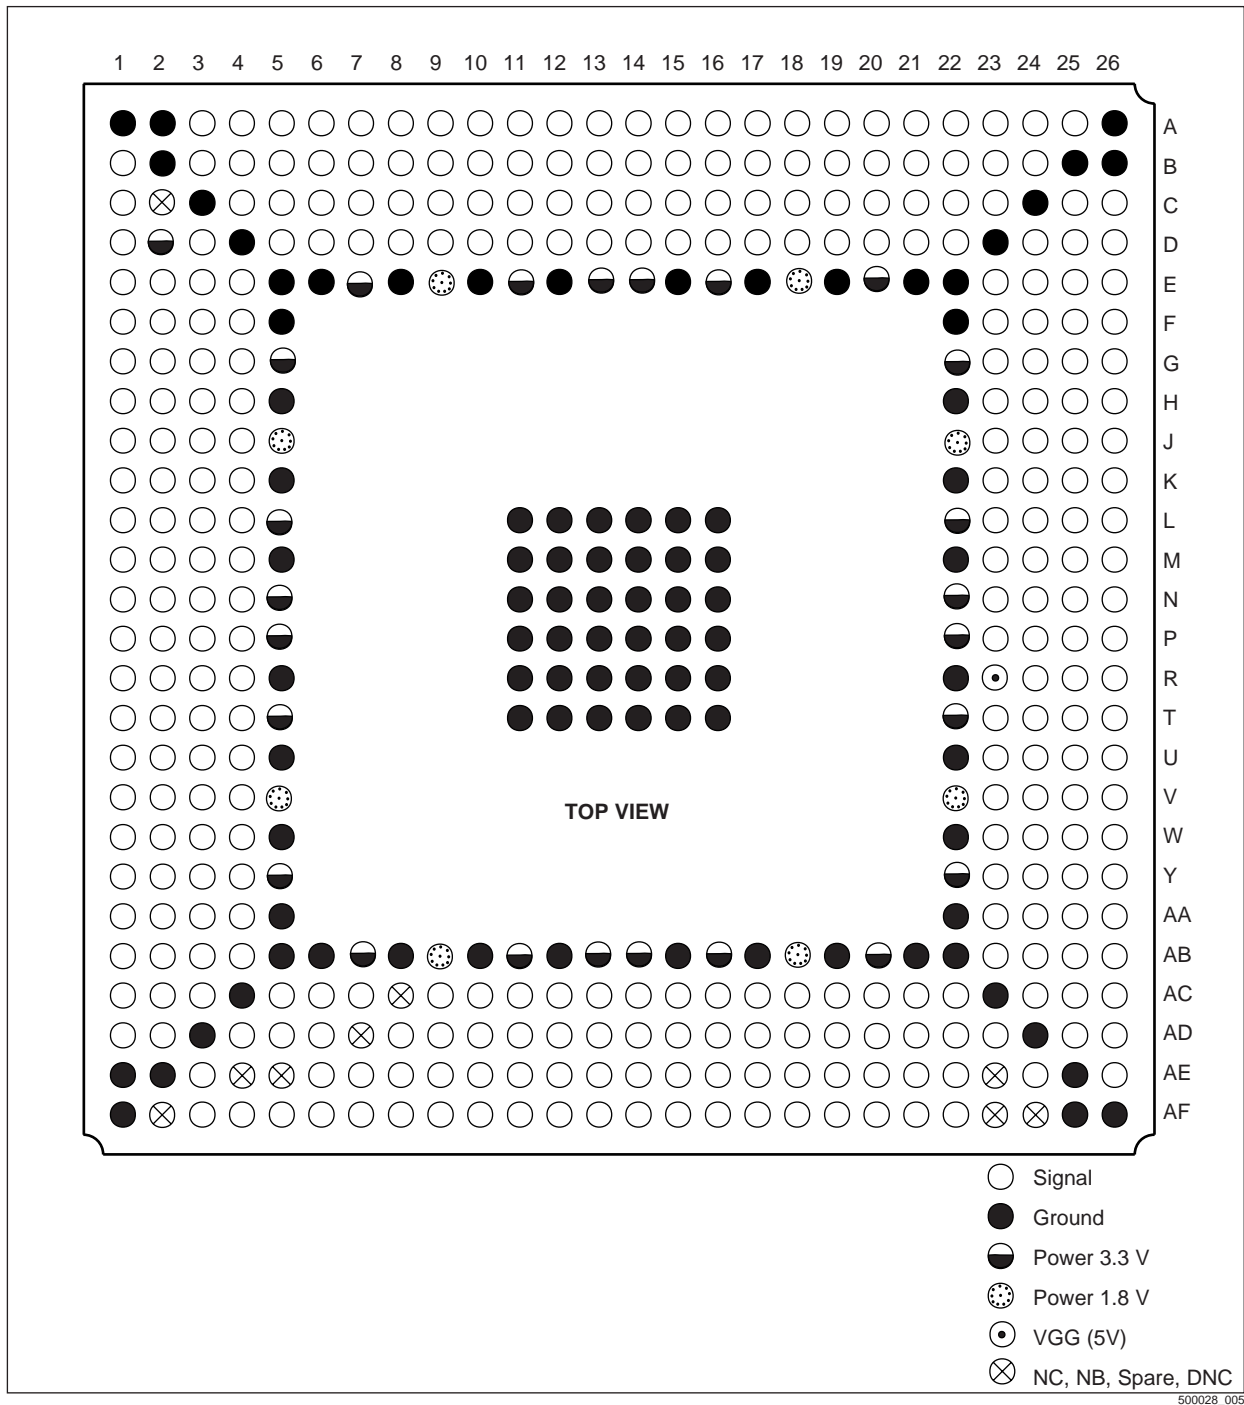 1 2 3 4 5 6 7 8 9 10 11 12 13 14 15 16 17 18 19 20 21 22 23 24 25 26
A
B
C
D
E
F
G
H
J
K
L
M
N
P
R
T
U
V
TOP VIEW
W
Y
AA
AB
AC
AD
AE
AF
Signal
Ground
Power 3.3 V
Power 1.8 V
VGG (5V)
NC, NB, Spare, DNC
500028_005